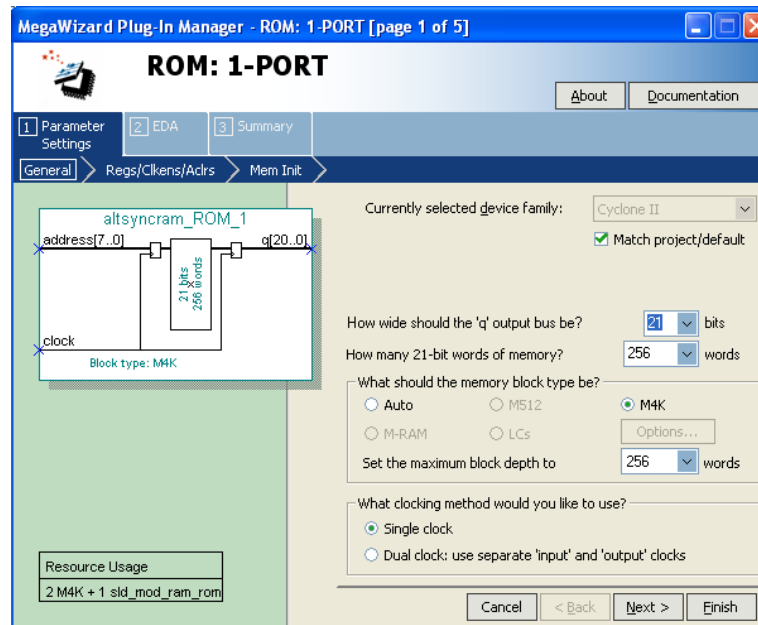 MegaWizard Plug-In Manager - ROM: 1-PORT [page 1 of 5]
ROM: 1-PORT
About
Documentation
1 Parameter Settings
2 EDA
3 Summary
General
Regs/Clkens/Aclrs
Mem Init
altsyncram_ROM_1
address[7..0]
q[20..0]
21 bits
256 words
clock
Block type: M4K
Currently selected device family:
Cyclone II
Match project/default
How wide should the 'q' output bus be?
21
bits
How many 21-bit words of memory?
256
words
What should the memory block type be?
Auto
M512
M4K
M-RAM
LCs
Options...
Set the maximum block depth to
256
words
What clocking method would you like to use?
Single clock
Dual clock: use separate 'input' and 'output' clocks
Resource Usage
2 M4K + 1 sld_mod_ram_rom
Cancel
< Back
Next >
Finish